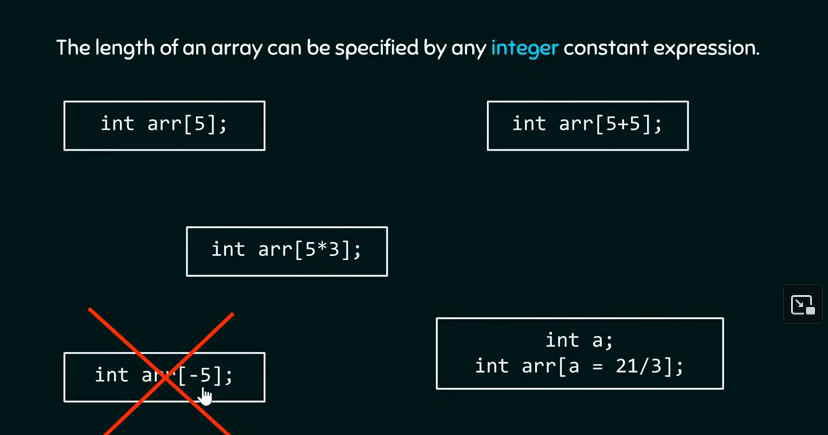 The length of an array can be specified by any integer constant expression.
int arr[5];
int arr[5+5];
int arr[5*3];
int arr[-5];
int a;
int arr[a = 21/3];